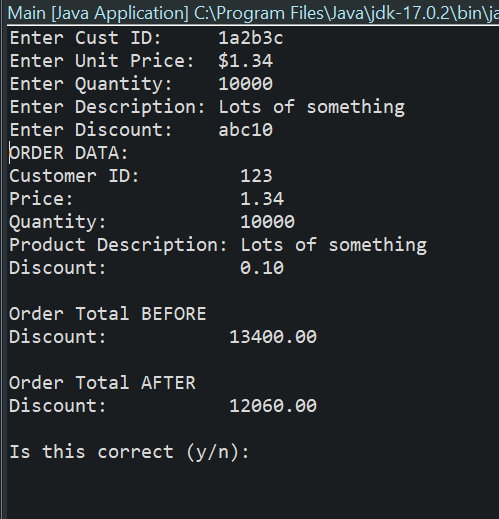 Main [Java Application] C:\Program Files\Java\jdk-17.0.2\bin\ja
Enter Cust ID:     1a2b3c
Enter Unit Price:  $1.34
Enter Quantity:    10000
Enter Description: Lots of something
Enter Discount:    abc10
ORDER DATA:
Customer ID:         123
Price:               1.34
Quantity:            10000
Product Description: Lots of something
Discount:            0.10
Order Total BEFORE
Discount:           13400.00
Order Total AFTER
Discount:           12060.00
Is this correct (y/n):